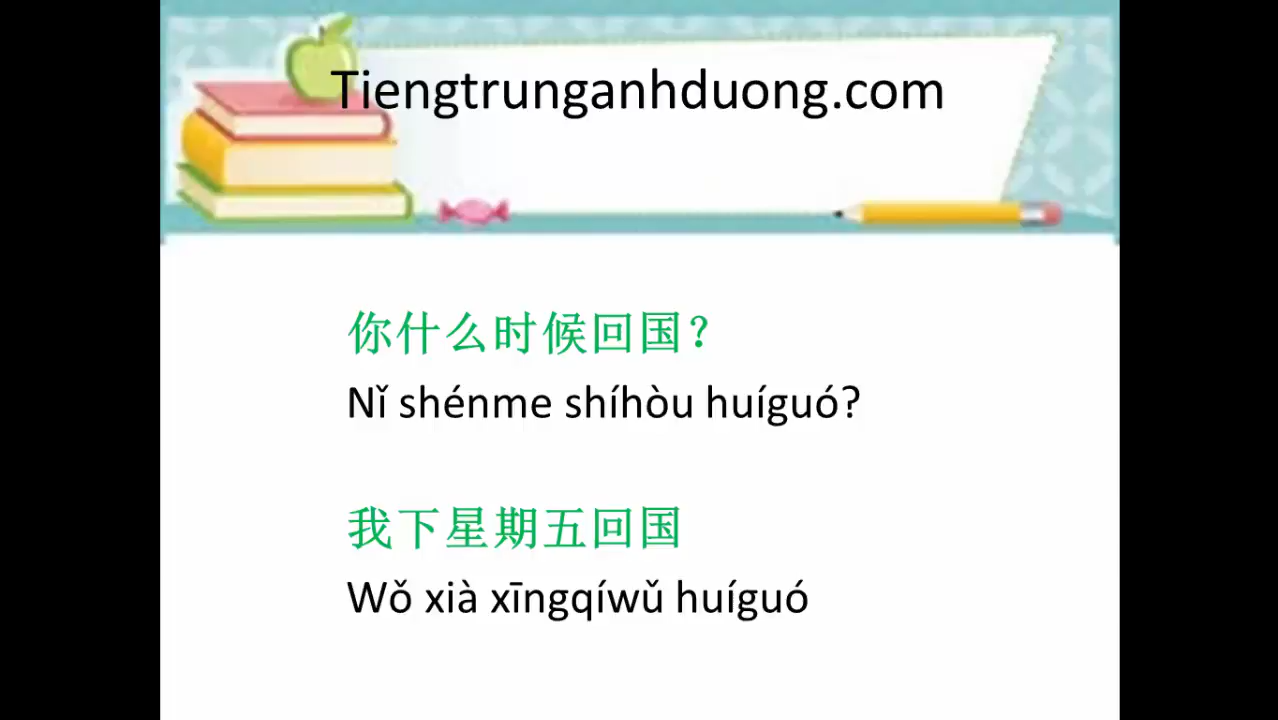 Tiengtrunganhduong.com
你什么时候回国?
Nǐ shénme shíhòu huíguó?
我下星期五回国
Wǒ xià xīngqíwǔ huíguó